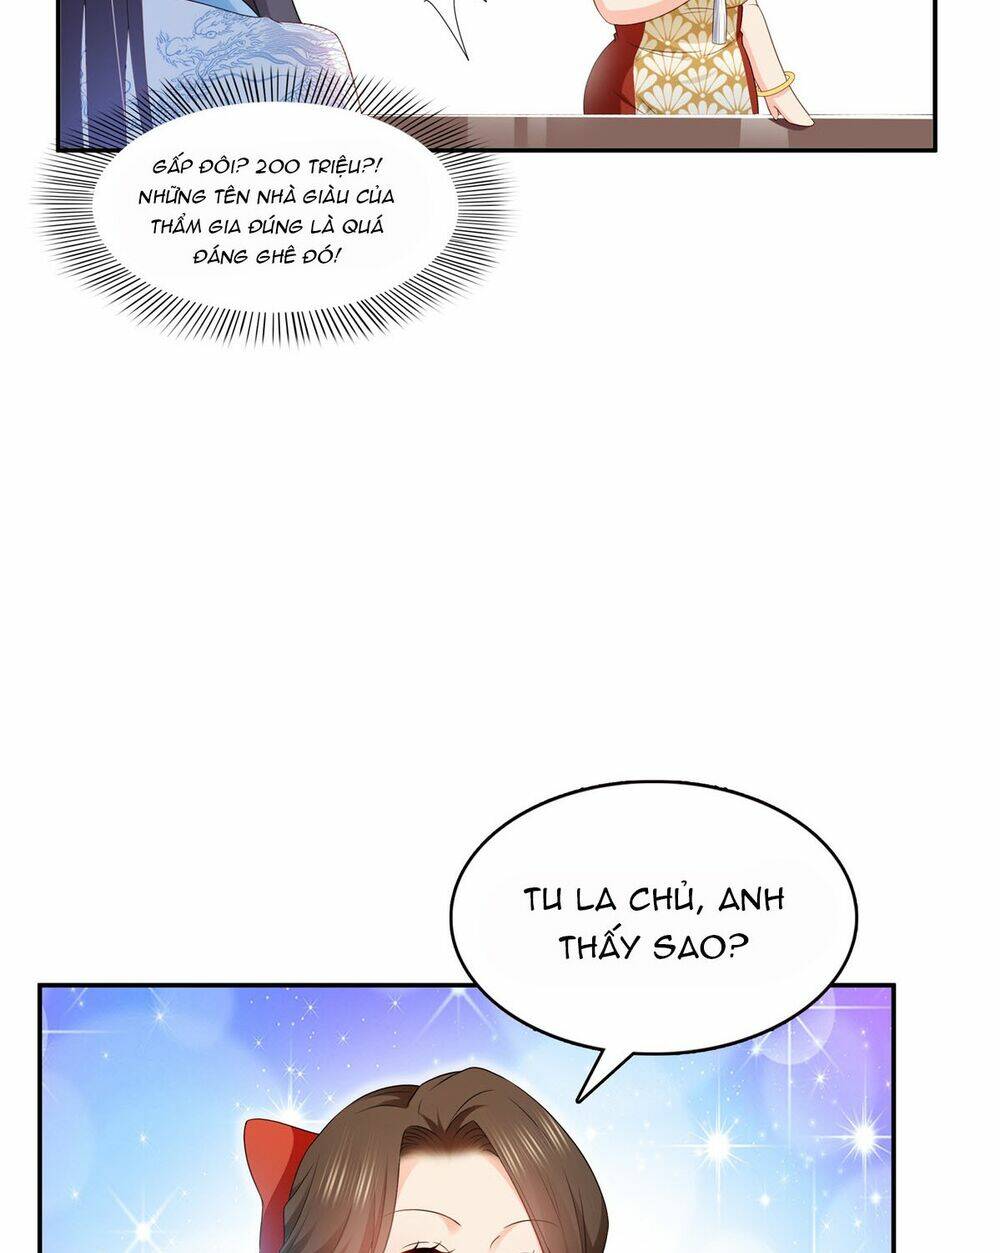 GẤP ĐÔI? 200 TRIỆU?!
NHỮNG TÊN NHÀ GIÀU CỦA
THẨM GIA ĐÚNG LÀ QUÁ
ĐÁNG GHÊ ĐÓ!
TU LA CHỦ, ANH
THẤY SAO?